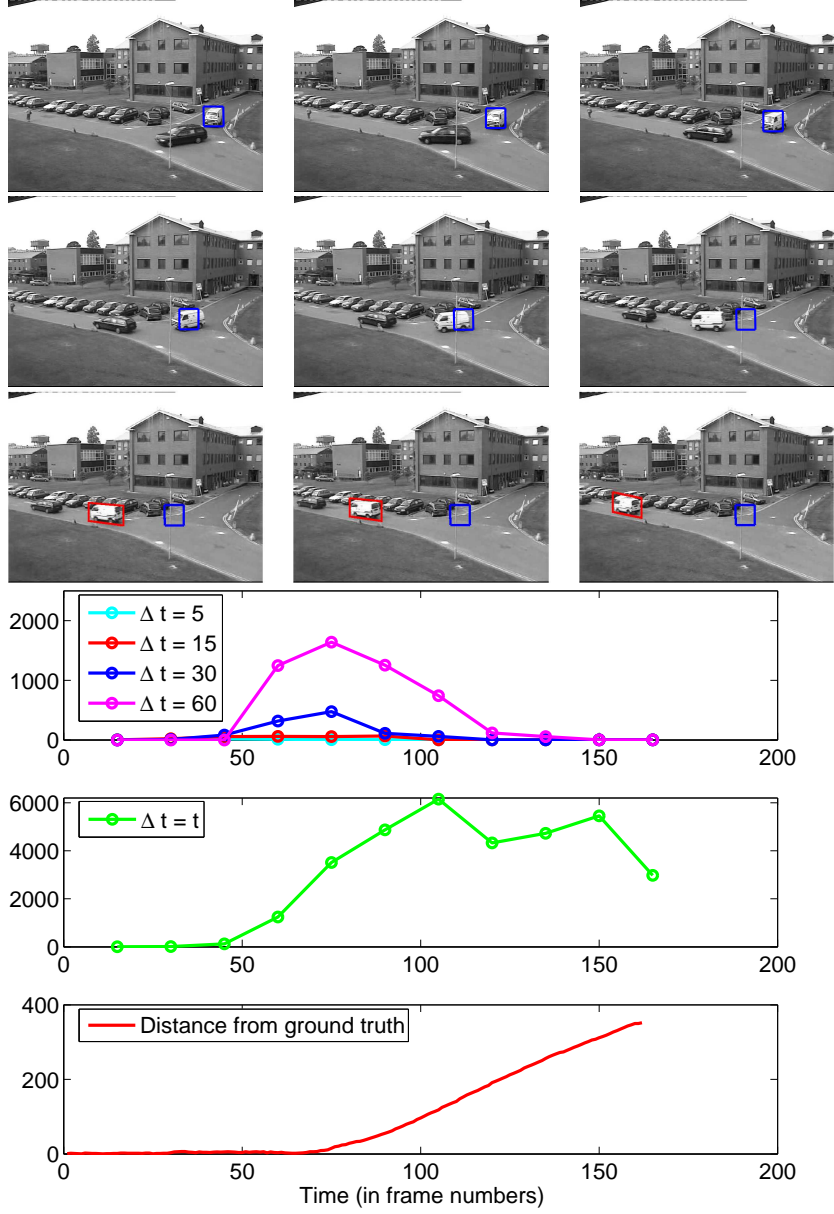 2000
1000
0
Δ t = 5
Δ t = 15
Δ t = 30
Δ t = 60
0 50 100 150 200
6000
4000
2000
0
Δ t = t
0 50 100 150 200
400
200
0
Distance from ground truth
0 50 100 150 200
Time (in frame numbers)